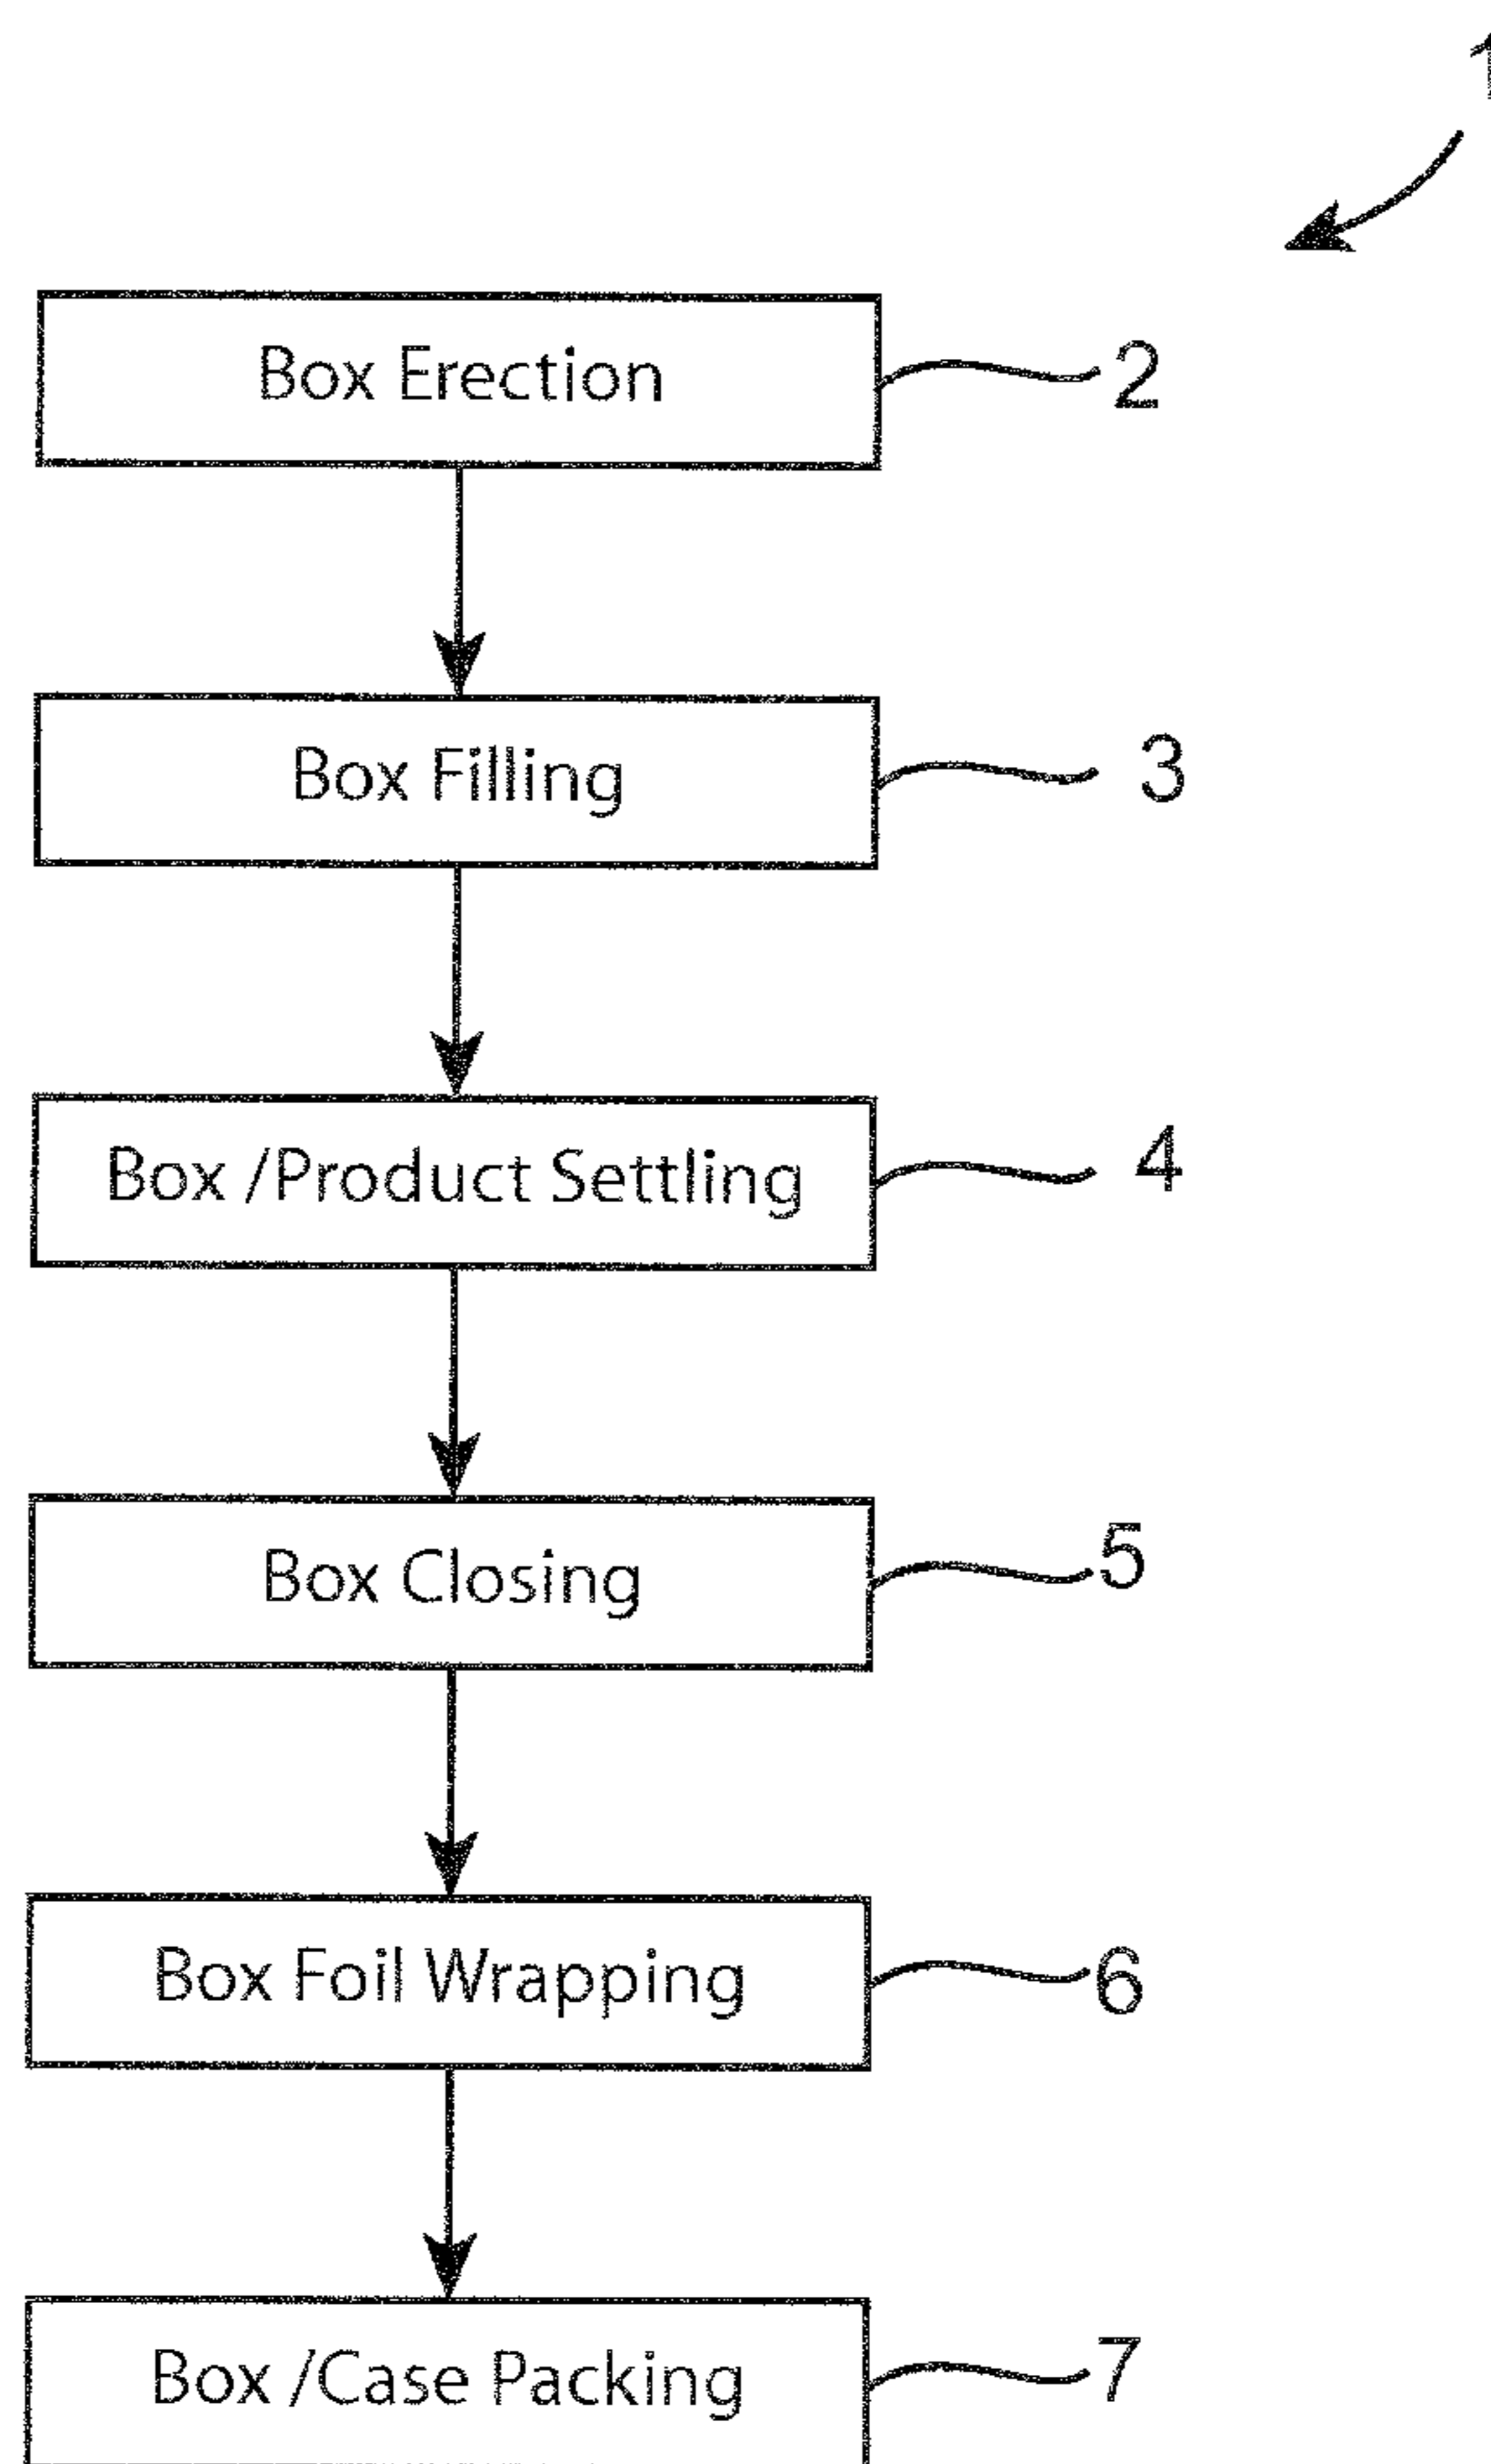 1
Box Erection 2
Box Filling 3
Box /Product Settling 4
Box Closing 5
Box Foil Wrapping 6
Box /Case Packing 7